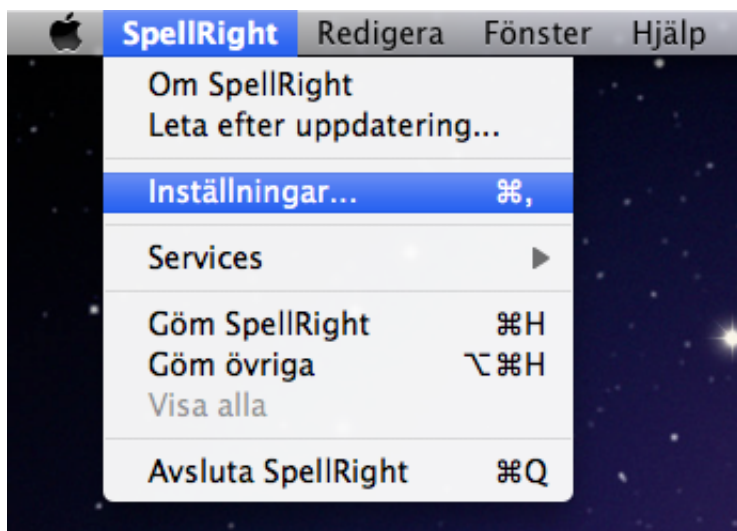 SpellRight Redigera Fönster Hjälp
Om SpellRight
Leta efter uppdatering...
Inställningar... ⌘,
Services ▶
Göm SpellRight ⌘H
Göm övriga ⌥⌘H
Visa alla
Avsluta SpellRight ⌘Q